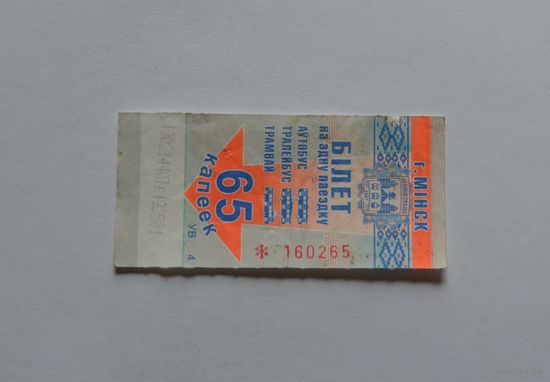 г. МІНСК
БІЛЕТ
на адну паездку
АЎТОБУС
ТРАЛЕЙБУС
ТРАМВАЙ
65
капеек
УВ 4
160265